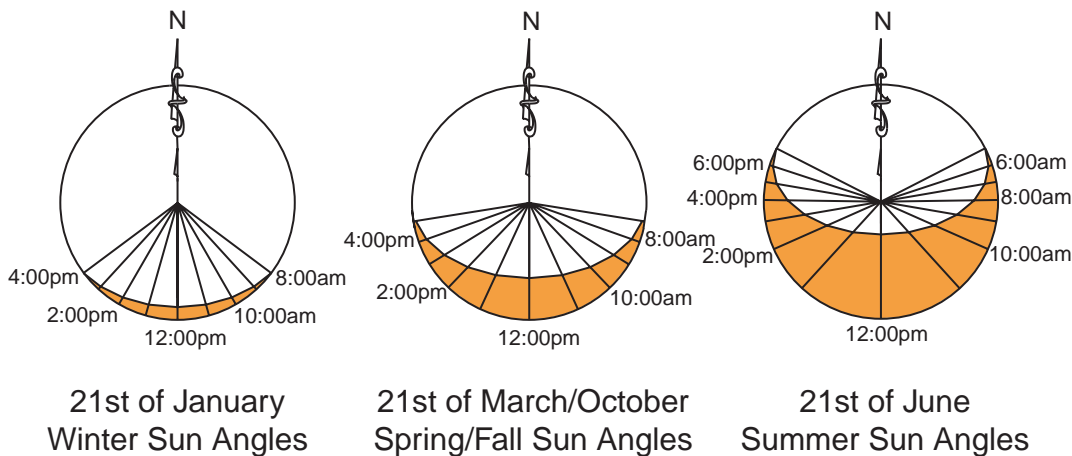 N
4:00pm
2:00pm
12:00pm
10:00am
8:00am
21st of January
Winter Sun Angles
N
4:00pm
2:00pm
12:00pm
10:00am
8:00am
21st of March/October
Spring/Fall Sun Angles
N
6:00pm
4:00pm
2:00pm
12:00pm
10:00am
8:00am
6:00am
21st of June
Summer Sun Angles